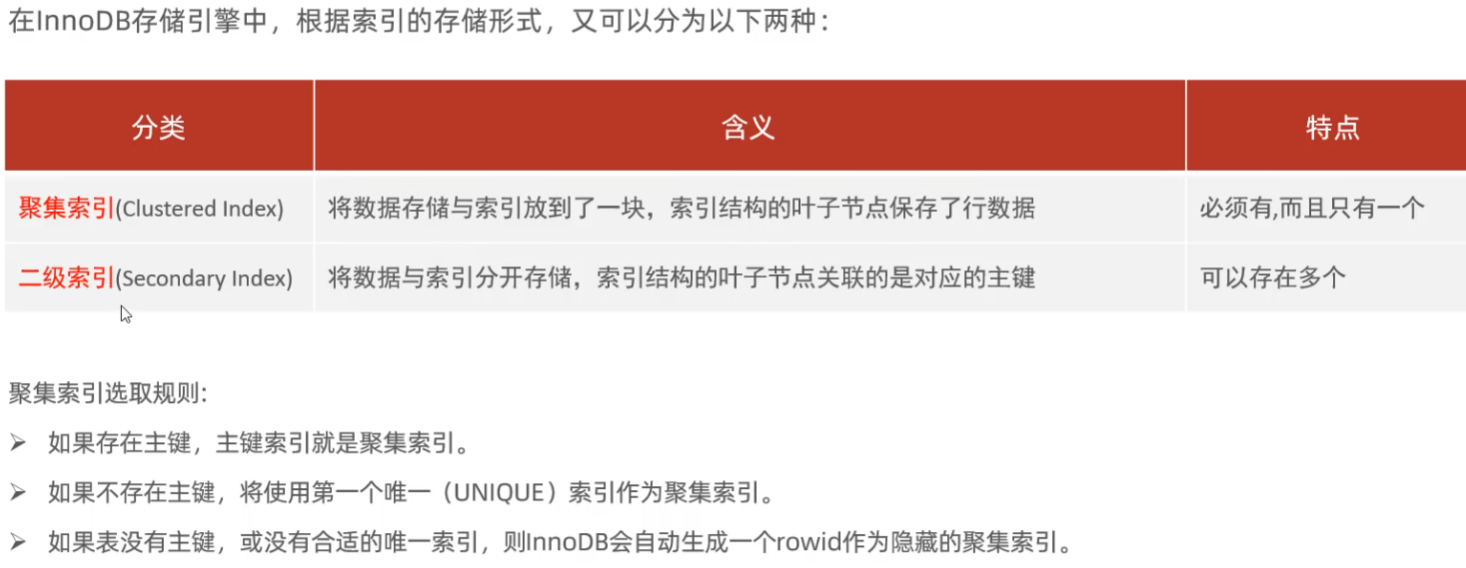 在InnoDB存储引擎中，根据索引的存储形式，又可以分为以下两种：
分类 含义 特点
聚集索引(Clustered Index) 将数据存储与索引放到了一块，索引结构的叶子节点保存了行数据 必须有,而且只有一个
二级索引(Secondary Index) 将数据与索引分开存储，索引结构的叶子节点关联的是对应的主键 可以存在多个
聚集索引选取规则:
➢ 如果存在主键，主键索引就是聚集索引。
➢ 如果不存在主键，将使用第一个唯一（UNIQUE）索引作为聚集索引。
➢ 如果表没有主键，或没有合适的唯一索引，则InnoDB会自动生成一个rowid作为隐藏的聚集索引。